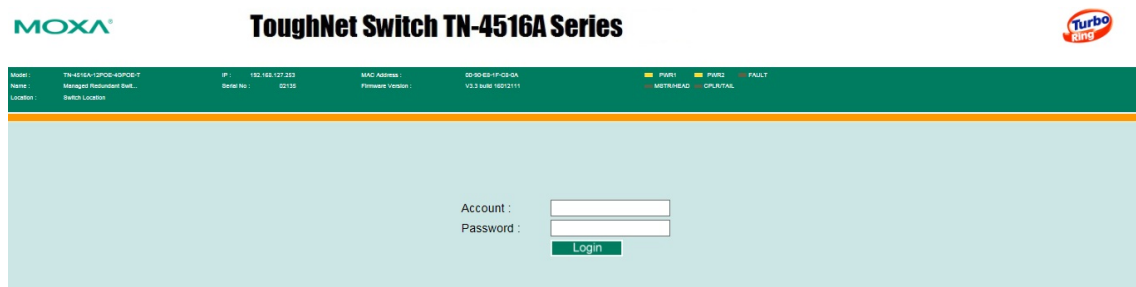 MOXA®
ToughNet Switch TN-4516A Series
Turbo Ring
Model : TN-4516A-12POE-4GPOE-T IP : 192.168.127.253 MAC Address : 00-90-E8-1F-C8-0A PWR1 PWR2 FAULT
Name : Managed Redundant Swit... Serial No : 02135 Firmware Version : V3.3 build 16012111 MSTR/HEAD CPLR/TAIL
Location : Switch Location
Account :
Password :
Login